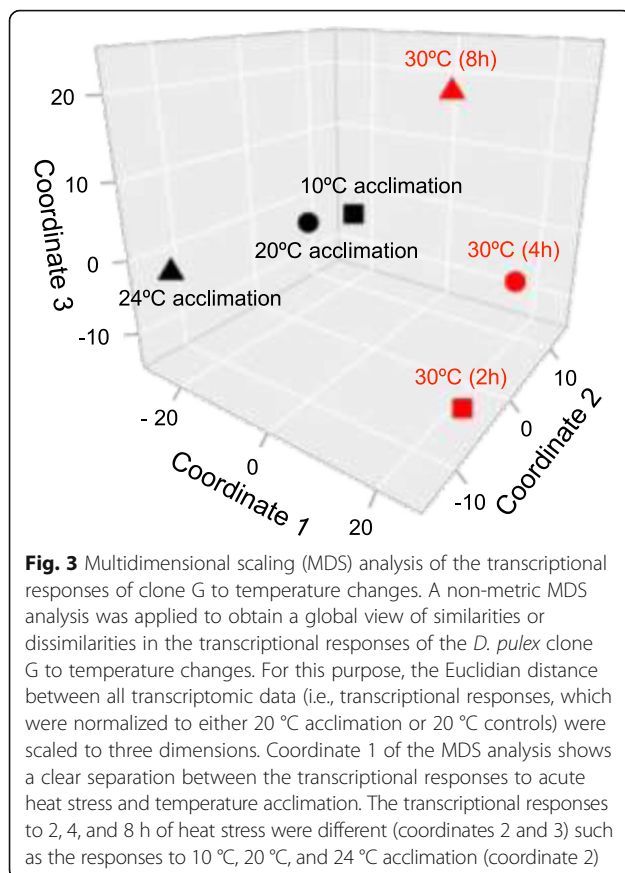 30ºC (8h)
20
Coordinate 3
10
10ºC acclimation
0
20ºC acclimation
30ºC (4h)
24ºC acclimation
-10
30ºC (2h)
10
- 20
0
Coordinate 2
Coordinate 1
0
-10
20
Fig. 3 Multidimensional scaling (MDS) analysis of the transcriptional
responses of clone G to temperature changes. A non-metric MDS
analysis was applied to obtain a global view of similarities or
dissimilarities in the transcriptional responses of the D. pulex clone
G to temperature changes. For this purpose, the Euclidian distance
between all transcriptomic data (i.e., transcriptional responses, which
were normalized to either 20 °C acclimation or 20 °C controls) were
scaled to three dimensions. Coordinate 1 of the MDS analysis shows
a clear separation between the transcriptional responses to acute
heat stress and temperature acclimation. The transcriptional responses
to 2, 4, and 8 h of heat stress were different (coordinates 2 and 3) such
as the responses to 10 °C, 20 °C, and 24 °C acclimation (coordinate 2)